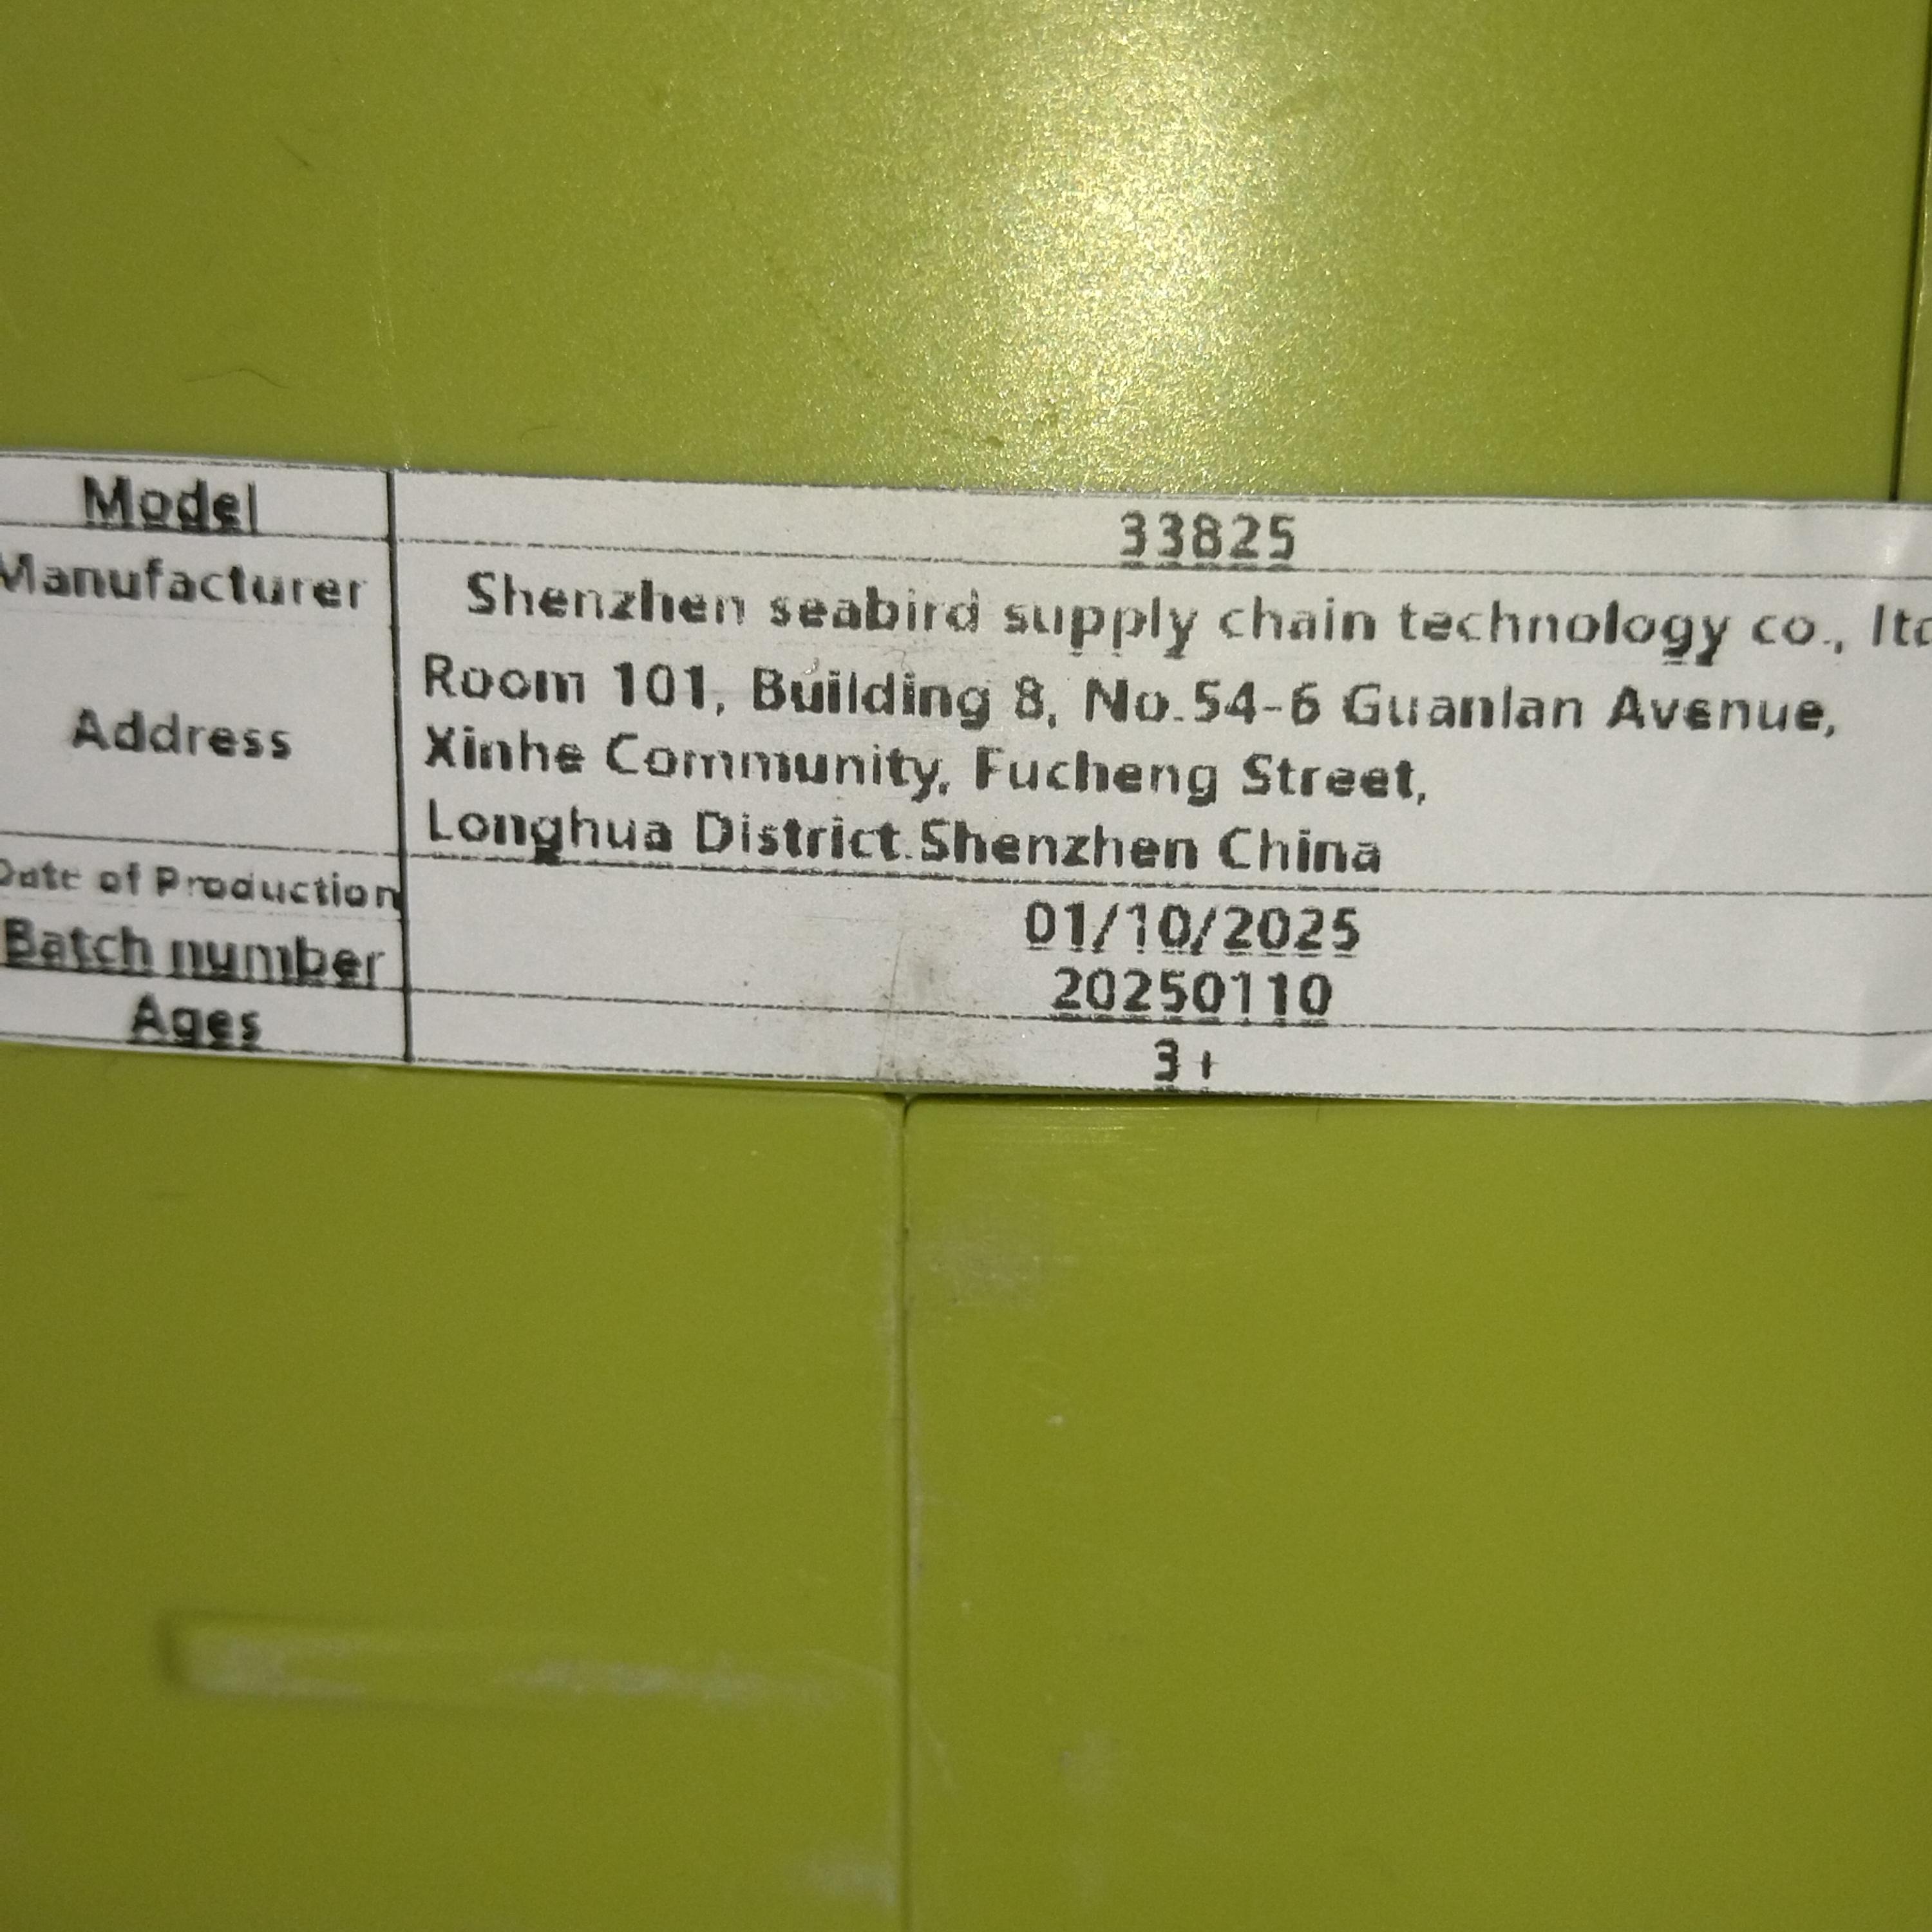 Model 33825
Manufacturer Shenzhen seabird supply chain technology co., ltd
Room 101, Building 8, No.54-6 Guanlan Avenue,
Address Xinhe Community, Fucheng Street,
Longhua District.Shenzhen China
Date of Production 01/10/2025
Batch number 20250110
Ages 3+